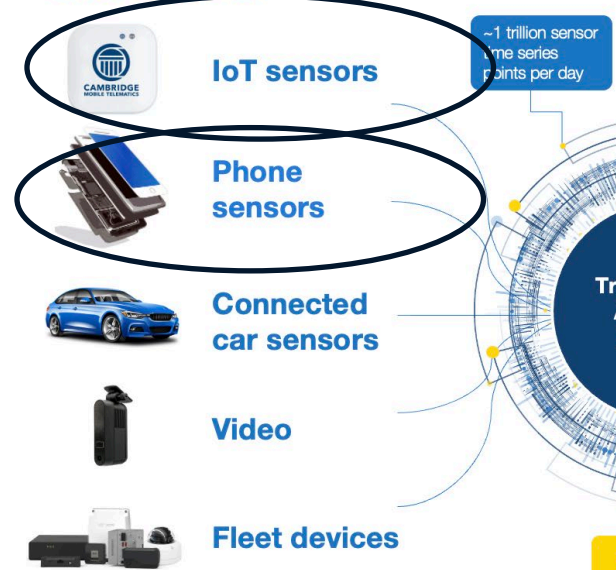 CAMBRIDGE
MOBILE TELEMATICS
IoT sensors
~1 trillion sensor
time series
points per day
Phone
sensors
Connected
car sensors
Video
Fleet devices
Tr
A